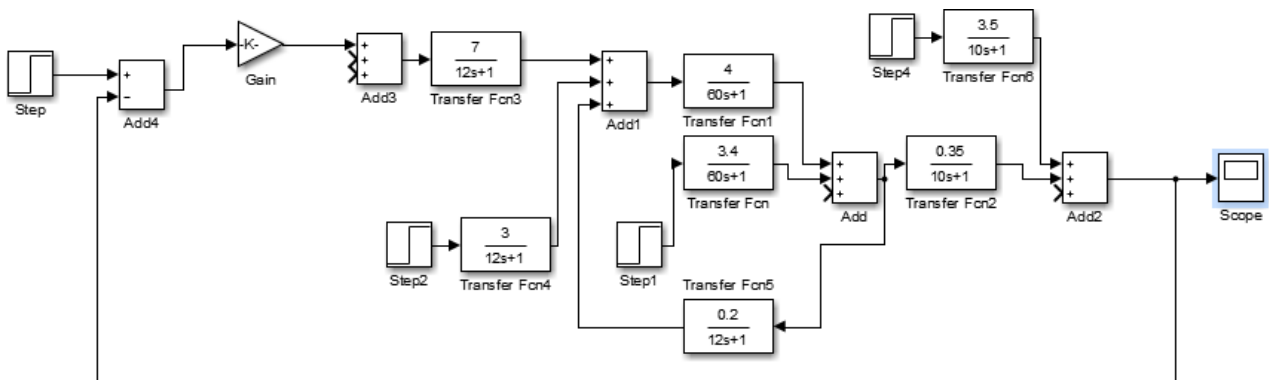 Step
+
−
Add4
-K-
Gain
+
+
+
Add3
7
12s+1
Transfer Fcn3
+
+
+
Add1
4
60s+1
Transfer Fcn1
3.4
60s+1
Transfer Fcn
Step1
Step2
3
12s+1
Transfer Fcn4
Transfer Fcn5
0.2
12s+1
+
+
+
Add
0.35
10s+1
Transfer Fcn2
Step4
3.5
10s+1
Transfer Fcn6
+
+
+
Add2
Scope